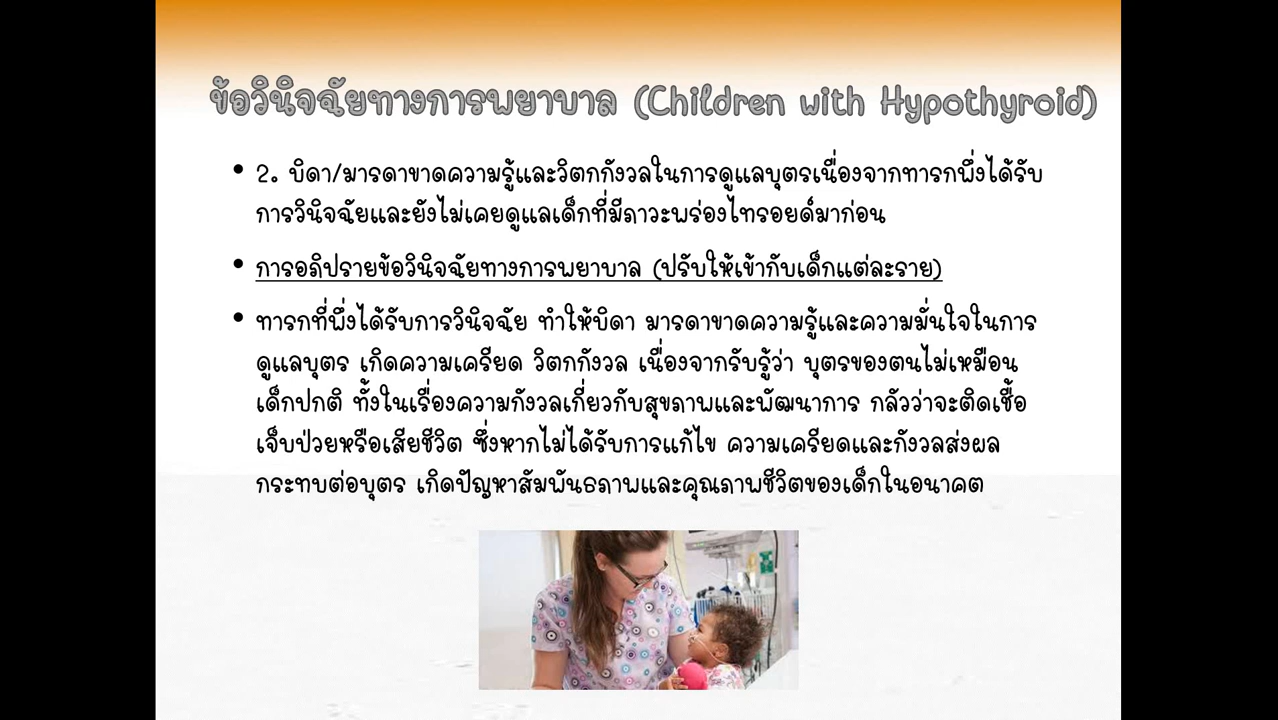 ข้อวินิจฉัยทางการพยาบาล (Children with Hypothyroid)
• 2. บิดา/มารดาขาดความรู้และวิตกกังวลในการดูแลบุตรเนื่องจากทารกพึ่งได้รับ
การวินิจฉัยและยังไม่เคยดูแลเด็กที่มีภาวะพร่องไทรอยด์มาก่อน
• การอภิปรายข้อวินิจฉัยทางการพยาบาล (ปรับให้เข้ากับเด็กแต่ละราย)
• ทารกที่พึ่งได้รับการวินิจฉัย ทำให้บิดา มารดาขาดความรู้และความมั่นใจในการ
ดูแลบุตร เกิดความเครียด วิตกกังวล เนื่องจากรับรู้ว่า บุตรของตนไม่เหมือน
เด็กปกติ ทั้งในเรื่องความกังวลเกี่ยวกับสุขภาพและพัฒนาการ กลัวว่าจะติดเชื้อ
เจ็บป่วยหรือเสียชีวิต ซึ่งหากไม่ได้รับการแก้ไข ความเครียดและกังวลส่งผล
กระทบต่อบุตร เกิดปัญหาสัมพันธภาพและคุณภาพชีวิตของเด็กในอนาคต